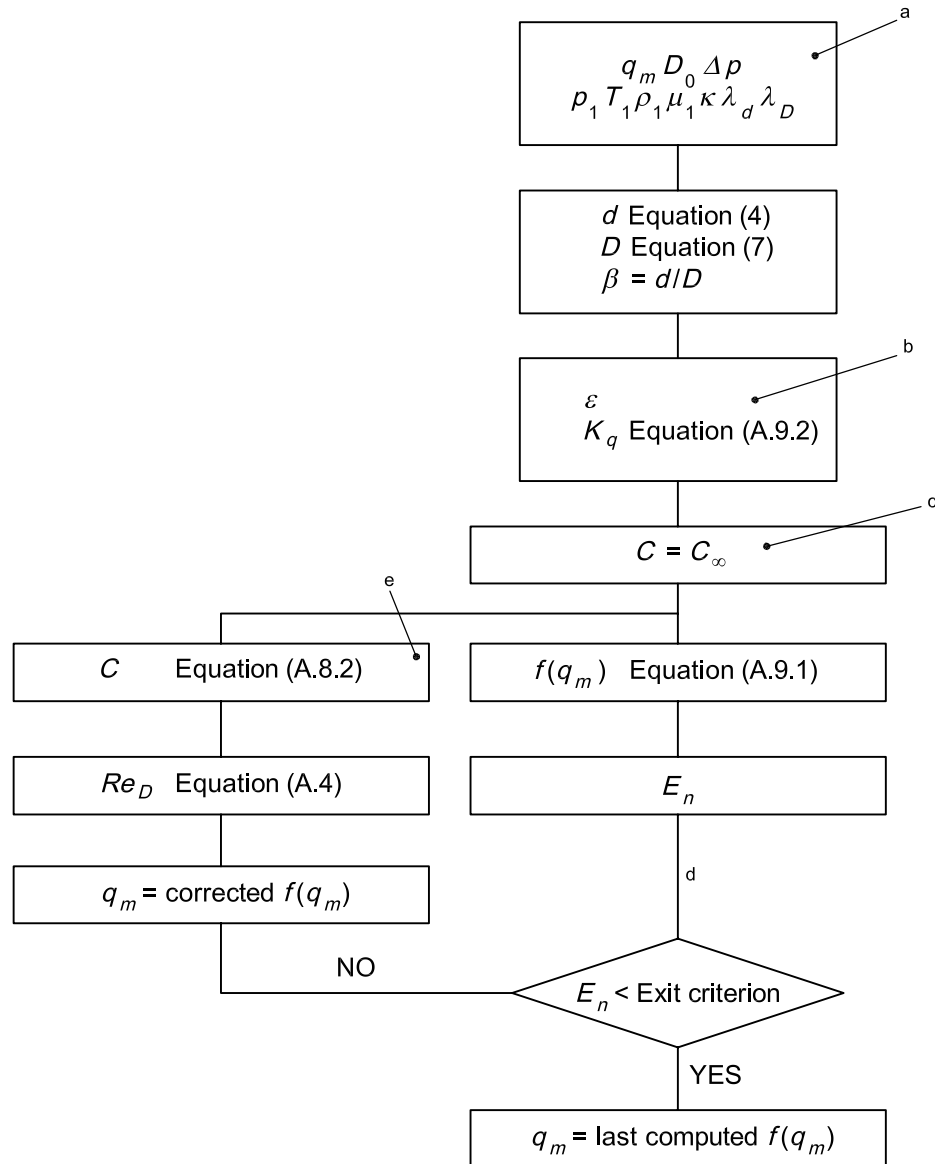 a
q_m D_0 Δp
p_1 T_1 ρ_1 μ_1 κ λ_d λ_D
d Equation (4)
D Equation (7)
β = d/D
b
ε
K_q Equation (A.9.2)
c
C = C_∞
e
C Equation (A.8.2)
f(q_m) Equation (A.9.1)
Re_D Equation (A.4)
E_n
q_m = corrected f(q_m)
d
NO
E_n < Exit criterion
YES
q_m = last computed f(q_m)